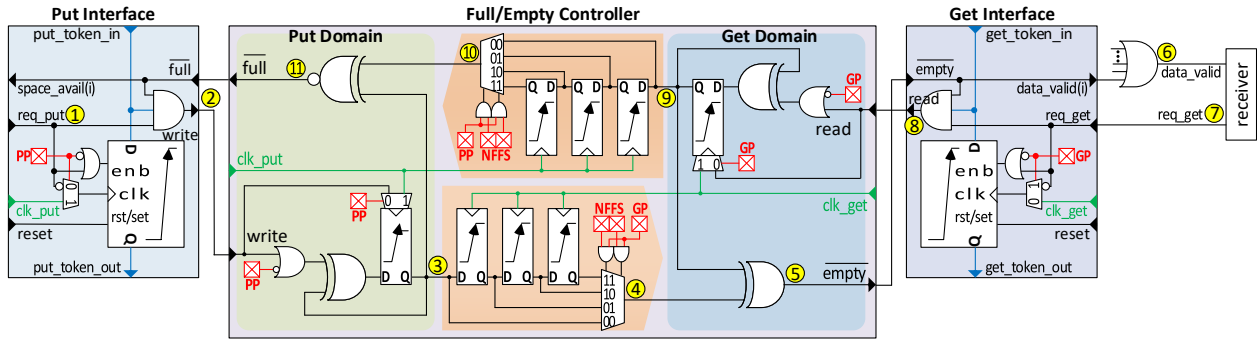 Put Interface
Full/Empty Controller
Get Interface
put_token_in
full
space_avail(i)
req_put 1
2
write
PP
D
enb
clk
0
1
rst/set
Q
clk_put
reset
put_token_out
Put Domain
full
11
10
00
01
10
11
PP
NFFS
Q D
Q D
Q D
9
Get Domain
Q D
GP
read
1 0
GP
clk_put
clk_get
PP
0 1
write
PP
D Q
3
D Q
D Q
D Q
NFFS
GP
11
10
01
00
4
5
empty
get_token_in
empty
read
8
data_valid(i)
req_get
D
enb
clk
0 1
rst/set
Q
GP
clk_get
reset
get_token_out
6
data_valid
req_get 7
receiver